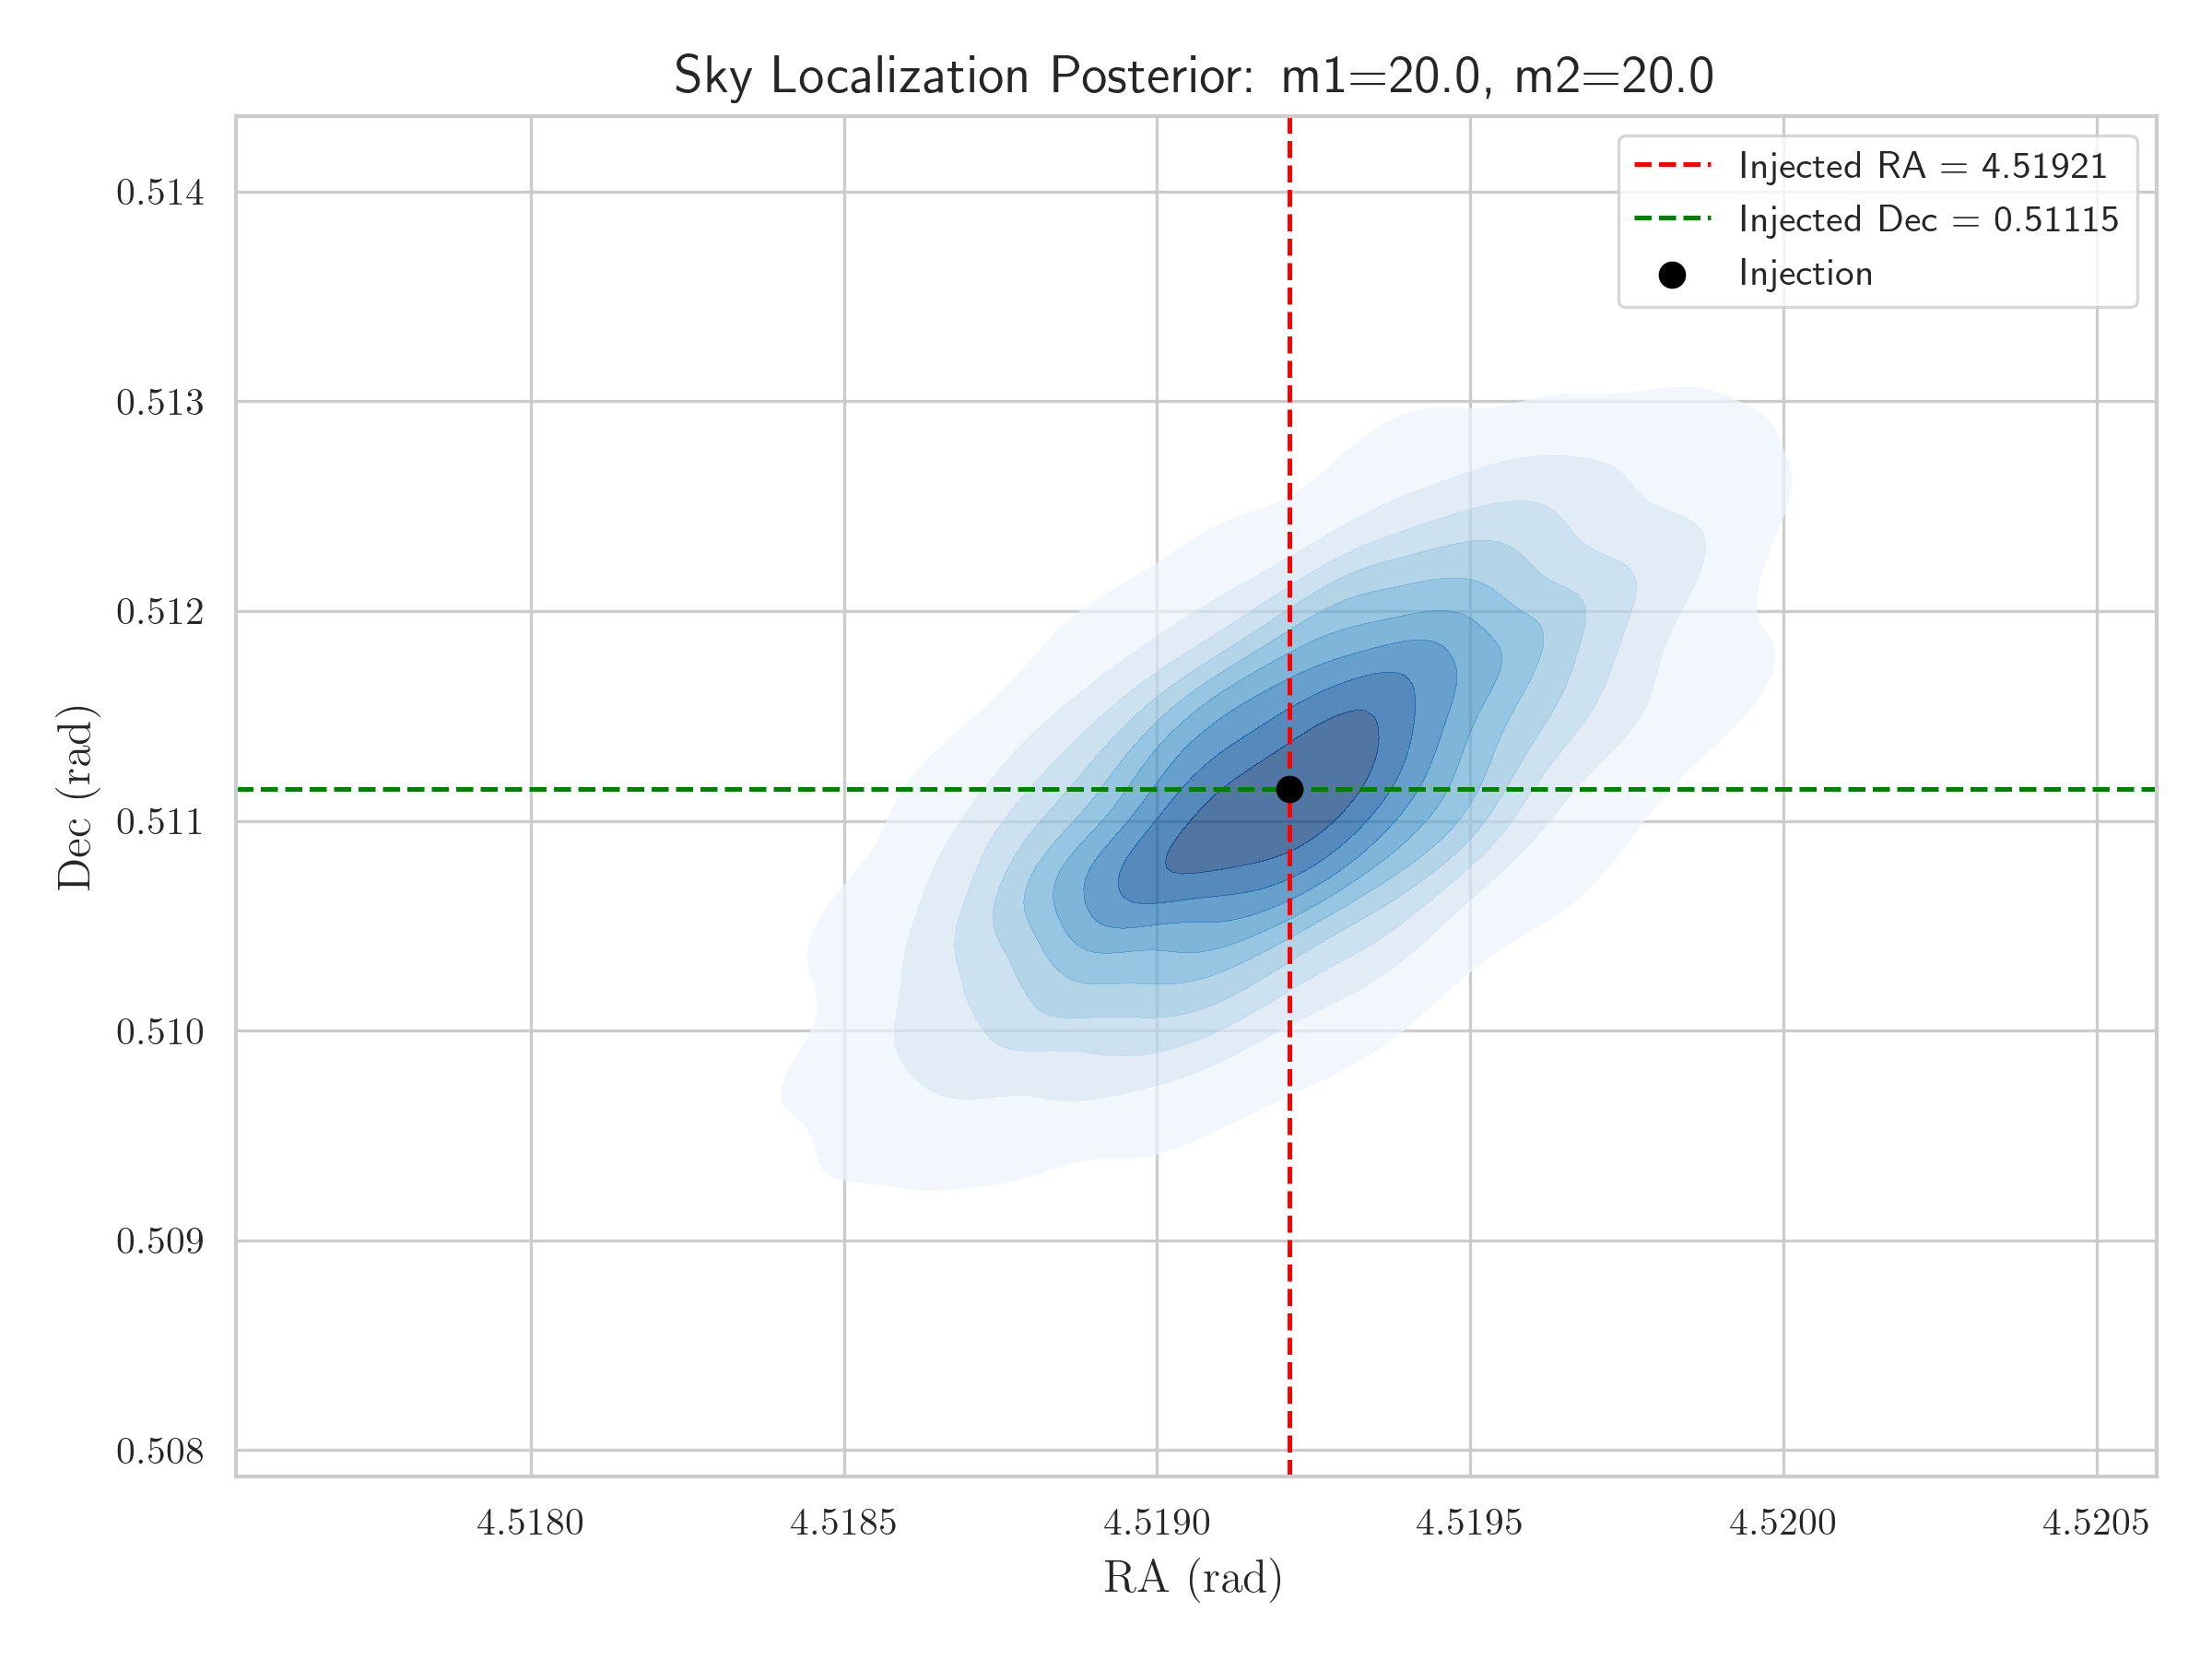 Sky Localization Posterior: m1=20.0, m2=20.0
Injected RA = 4.51921
Injected Dec = 0.51115
Injection
0.514
0.513
0.512
0.511
0.510
0.509
0.508
Dec (rad)
4.5180 4.5185 4.5190 4.5195 4.5200 4.5205
RA (rad)